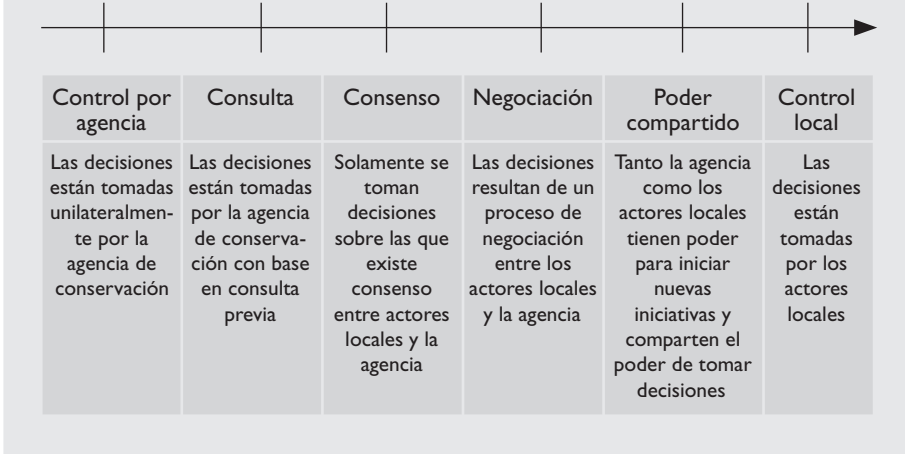 Control por
agencia
Consulta
Consenso
Negociación
Poder
compartido
Control
local
Las decisiones
están tomadas
unilateralmen-
te por la
agencia de
conservación
Las decisiones
están tomadas
por la agencia
de conserva-
ción con base
en consulta
previa
Solamente se
toman
decisiones
sobre las que
existe
consenso
entre actores
locales y la
agencia
Las decisiones
resultan de un
proceso de
negociación
entre los
actores locales
y la agencia
Tanto la agencia
como los
actores locales
tienen poder
para iniciar
nuevas
iniciativas y
comparten el
poder de tomar
decisiones
Las
decisiones
están
tomadas
por los
actores
locales